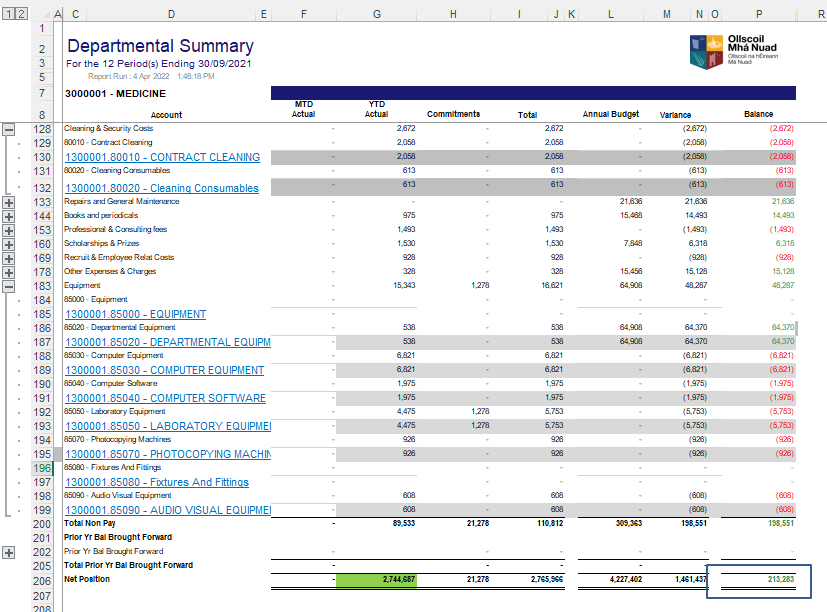 1 2 A C D E F G H I J K L M N O P R
1
2 Departmental Summary Ollscoil
Mhá Nuad
3 For the 12 Period(s) Ending 30/09/2021 Ollscoil na hÉireann
Má Nuad
5 Report Run : 4 Apr 2022 1:48:18 PM
7 3000001 - MEDICINE
MTD YTD
8 Account Actual Actual Commitments Total Annual Budget Variance Balance
128 Cleaning & Security Costs - 2,672 - 2,672 - (2,672) (2,672)
129 80010 - Contract Cleaning - 2,058 - 2,058 - (2,058) (2,058)
130 1300001.80010 - CONTRACT CLEANING - 2,058 - 2,058 - (2,058) (2,058)
131 80020 - Cleaning Consumables - 613 - 613 - (613) (613)
132 1300001.80020 - Cleaning Consumables - 613 - 613 - (613) (613)
133 Repairs and General Maintenance - - - - 21,636 21,636 21,636
144 Books and periodicals - 975 - 975 15,468 14,493 14,493
153 Professional & Consulting fees - 1,493 - 1,493 - (1,493) (1,493)
160 Scholarships & Prizes - 1,530 - 1,530 7,848 6,318 6,318
169 Recruit & Employee Relat Costs - 928 - 928 - (928) (928)
178 Other Expenses & Charges - 328 - 328 15,456 15,128 15,128
183 Equipment - 15,343 1,278 16,621 64,908 48,287 48,287
184 85000 - Equipment - - - - - - -
185 1300001.85000 - EQUIPMENT - - - - - - -
186 85020 - Departmental Equipment - 538 - 538 64,908 64,370 64,370
187 1300001.85020 - DEPARTMENTAL EQUIPM - 538 - 538 64,908 64,370 64,370
188 85030 - Computer Equipment - 6,821 - 6,821 - (6,821) (6,821)
189 1300001.85030 - COMPUTER EQUIPMENT - 6,821 - 6,821 - (6,821) (6,821)
190 85040 - Computer Software - 1,975 - 1,975 - (1,975) (1,975)
191 1300001.85040 - COMPUTER SOFTWARE - 1,975 - 1,975 - (1,975) (1,975)
192 85050 - Laboratory Equipment - 4,475 1,278 5,753 - (5,753) (5,753)
193 1300001.85050 - LABORATORY EQUIPME - 4,475 1,278 5,753 - (5,753) (5,753)
194 85070 - Photocopying Machines - 926 - 926 - (926) (926)
195 1300001.85070 - PHOTOCOPYING MACHIN - 926 - 926 - (926) (926)
196 85080 - Fixtures And Fittings - - - - - - -
197 1300001.85080 - Fixtures And Fittings - - - - - - -
198 85090 - Audio Visual Equipment - 608 - 608 - (608) (608)
199 1300001.85090 - AUDIO VISUAL EQUIPME - 608 - 608 - (608) (608)
200 Total Non Pay - 89,533 21,278 110,812 309,363 198,551 198,551
201 Prior Yr Bal Brought Forward
202 Prior Yr Bal Brought Forward - - - - - -
205 Total Prior Yr Bal Brought Forward - - - - - -
206 Net Position - 2,744,687 21,278 2,765,966 4,227,402 1,461,437 213,283
207
208